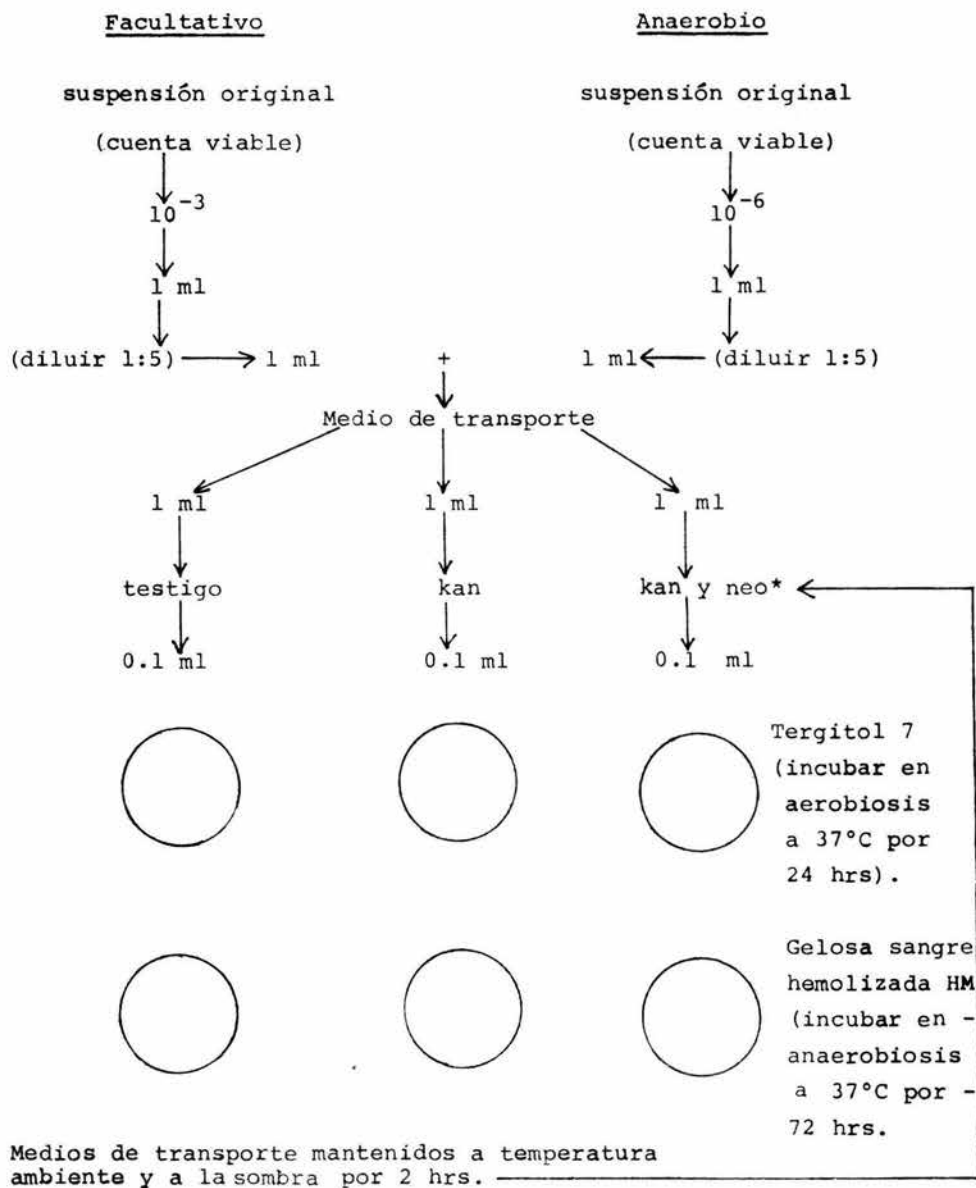 Facultativo Anaerobio
suspensión original suspensión original
(cuenta viable) (cuenta viable)
10-3 10-6
1 ml 1 ml
(diluir 1:5) 1 ml + 1 ml (diluir 1:5)
Medio de transporte
1 ml 1 ml 1 ml
testigo kan kan y neo*
0.1 ml 0.1 ml 0.1 ml
Tergitol 7
(incubar en
aerobiosis
a 37°C por
24 hrs).
Gelosa sangre
hemolizada HM
(incubar en -
anaerobiosis
a 37°C por -
72 hrs.
Medios de transporte mantenidos a temperatura
ambiente y a la sombra por 2 hrs.